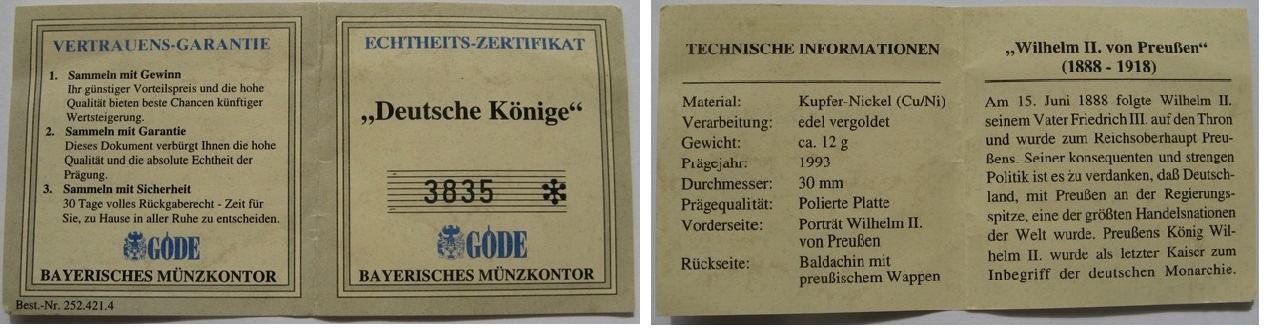 VERTRAUENS-GARANTIE
1. Sammeln mit Gewinn
Ihr günstiger Vorteilspreis und die hohe
Qualität bieten beste Chancen künftiger
Wertsteigerung.
2. Sammeln mit Garantie
Dieses Dokument verbürgt Ihnen die hohe
Qualität und die absolute Echtheit der
Prägung.
3. Sammeln mit Sicherheit
30 Tage volles Rückgaberecht - Zeit für
Sie, zu Hause in aller Ruhe zu entscheiden.
GÖDE
BAYERISCHES MÜNZKONTOR
Best.-Nr. 252.421.4
ECHTHEITS-ZERTIFIKAT
„Deutsche Könige“
3835 *
GÖDE
BAYERISCHES MÜNZKONTOR
TECHNISCHE INFORMATIONEN
Material: Kupfer-Nickel (Cu/Ni)
Verarbeitung: edel vergoldet
Gewicht: ca. 12 g
Prägejahr: 1993
Durchmesser: 30 mm
Prägequalität: Polierte Platte
Vorderseite: Porträt Wilhelm II.
von Preußen
Rückseite: Baldachin mit
preußischem Wappen
„Wilhelm II. von Preußen“
(1888 - 1918)
Am 15. Juni 1888 folgte Wilhelm II.
seinem Vater Friedrich III. auf den Thron
und wurde zum Reichsoberhaupt Preu-
ßens. Seiner konsequenten und strengen
Politik ist es zu verdanken, daß Deutsch-
land, mit Preußen an der Regierungs-
spitze, eine der größten Handelsnationen
der Welt wurde. Preußens König Wil-
helm II. wurde als letzter Kaiser zum
Inbegriff der deutschen Monarchie.